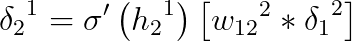 δ₂¹ = σ′(h₂¹)[w₁₂² * δ₁²]